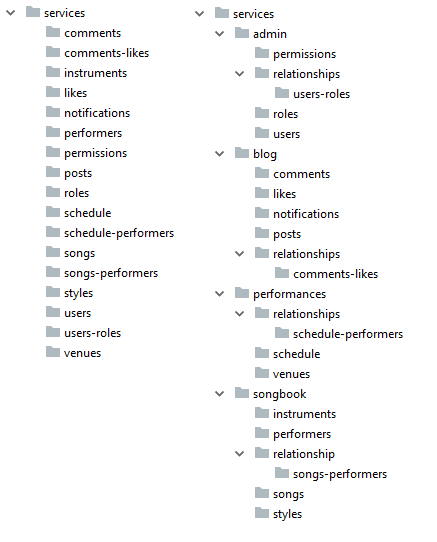 services
comments
comments-likes
instruments
likes
notifications
performers
permissions
posts
roles
schedule
schedule-performers
songs
songs-performers
styles
users
users-roles
venues
services
admin
permissions
relationships
users-roles
roles
users
blog
comments
likes
notifications
posts
relationships
comments-likes
performances
relationships
schedule-performers
schedule
venues
songbook
instruments
performers
relationship
songs-performers
songs
styles